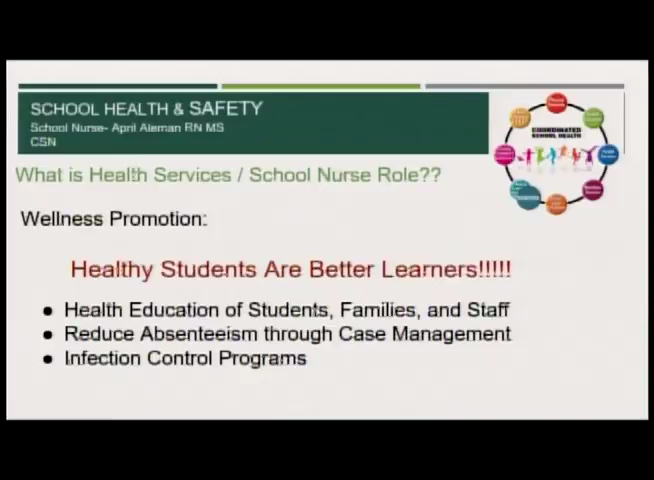 SCHOOL HEALTH & SAFETY
School Nurse- April Aleman RN MS
CSN
COORDINATED
SCHOOL HEALTH
What is Health Services / School Nurse Role??
Wellness Promotion:
Healthy Students Are Better Learners!!!!!
● Health Education of Students, Families, and Staff
● Reduce Absenteeism through Case Management
● Infection Control Programs